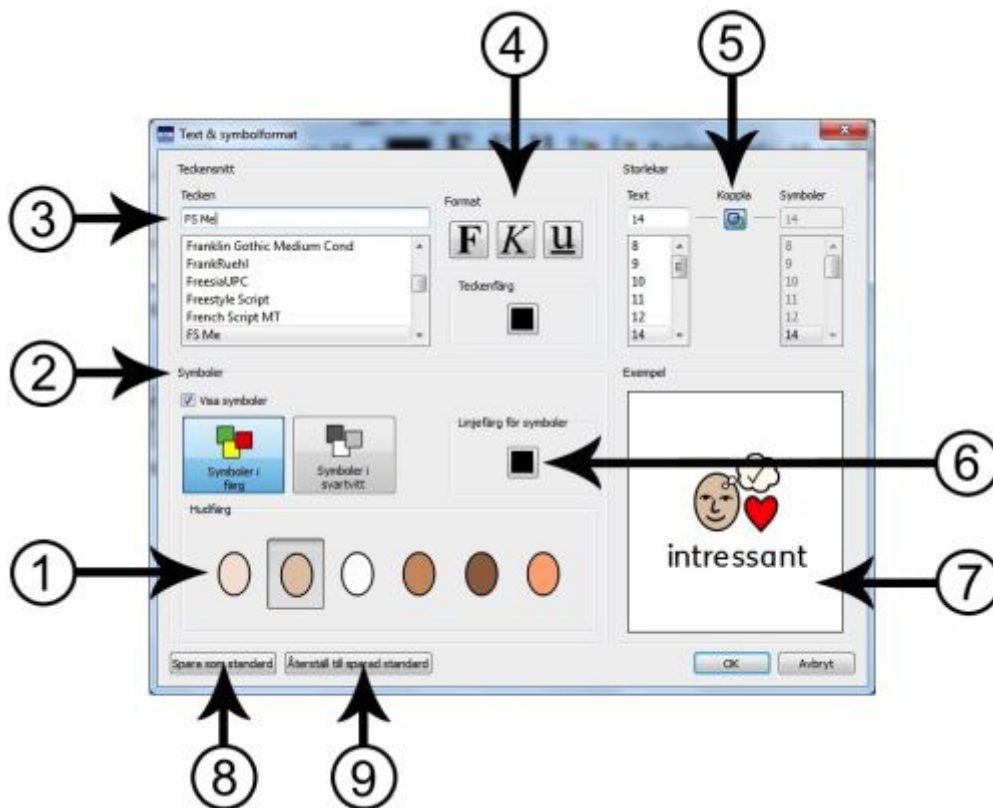 4
5
Text & symbolformat
Teckensnitt
Storlekar
3
Tecken
Format
Text
Koppla
Symboler
FS Me
F K u
14
14
Franklin Gothic Medium Cond
FrankRuehl
FreesiaUPC
Freestyle Script
French Script MT
FS Me
Teckenfärg
8
9
10
11
12
14
8
9
10
11
12
14
2
Symboler
Exempel
Visa symboler
Linjefärg för symboler
Symboler i
färg
Symboler i
svartvitt
6
Hudfärg
1
intressant
7
Spara som standard
Återställ till sparad standard
OK
Avbryt
8
9